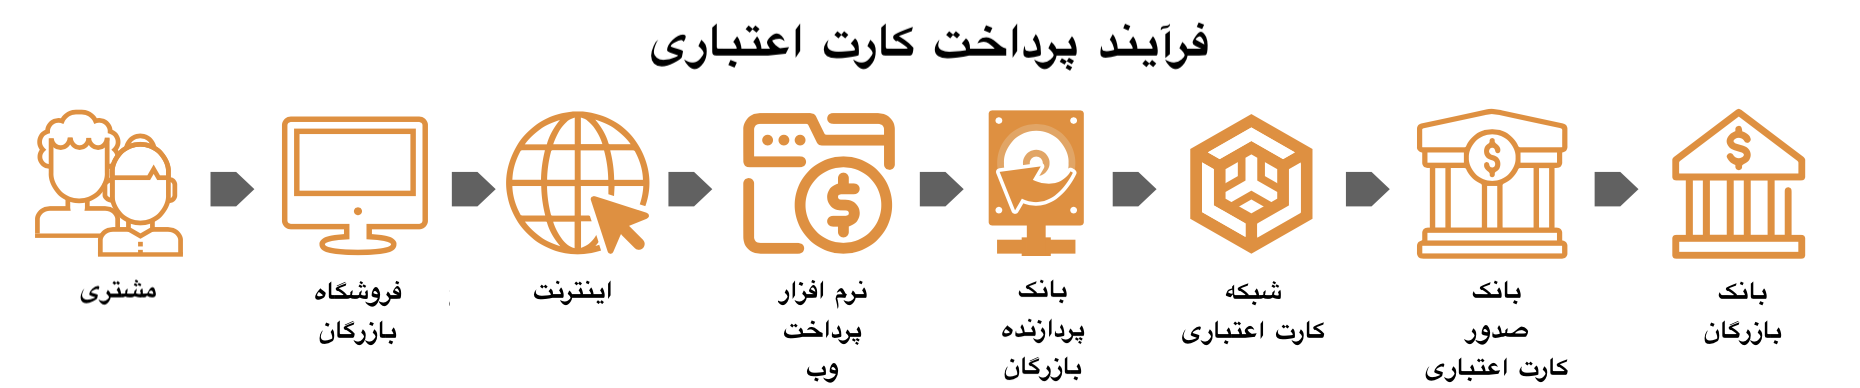 فرآیند پرداخت کارت اعتباری
مشتری
فروشگاه
بازرگان
اینترنت
نرم افزار
پرداخت
وب
بانک
پردازنده
بازرگان
شبکه
کارت اعتباری
بانک
صدور
کارت اعتباری
بانک
بازرگان